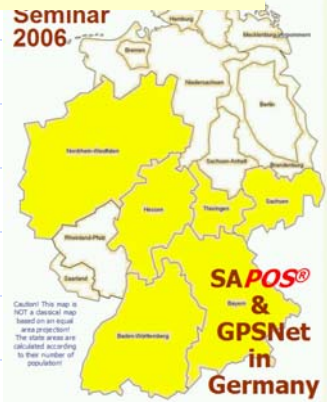 Seminar
2006
Hamburg
Mecklenburg-Vorpommern
Bremen
Niedersachsen
Berlin
Nordrhein-Westfalen
Sachsen-Anhalt
Brandenburg
Hessen
Thüringen
Sachsen
Rheinland-Pfalz
Saarland
Bayern
Baden-Württemberg
SAPOS®
&
GPSNet
in
Germany
Caution! This map is
NOT a classical map
based on an equal
area projection!
The state areas are
calculated according
to their number of
population!